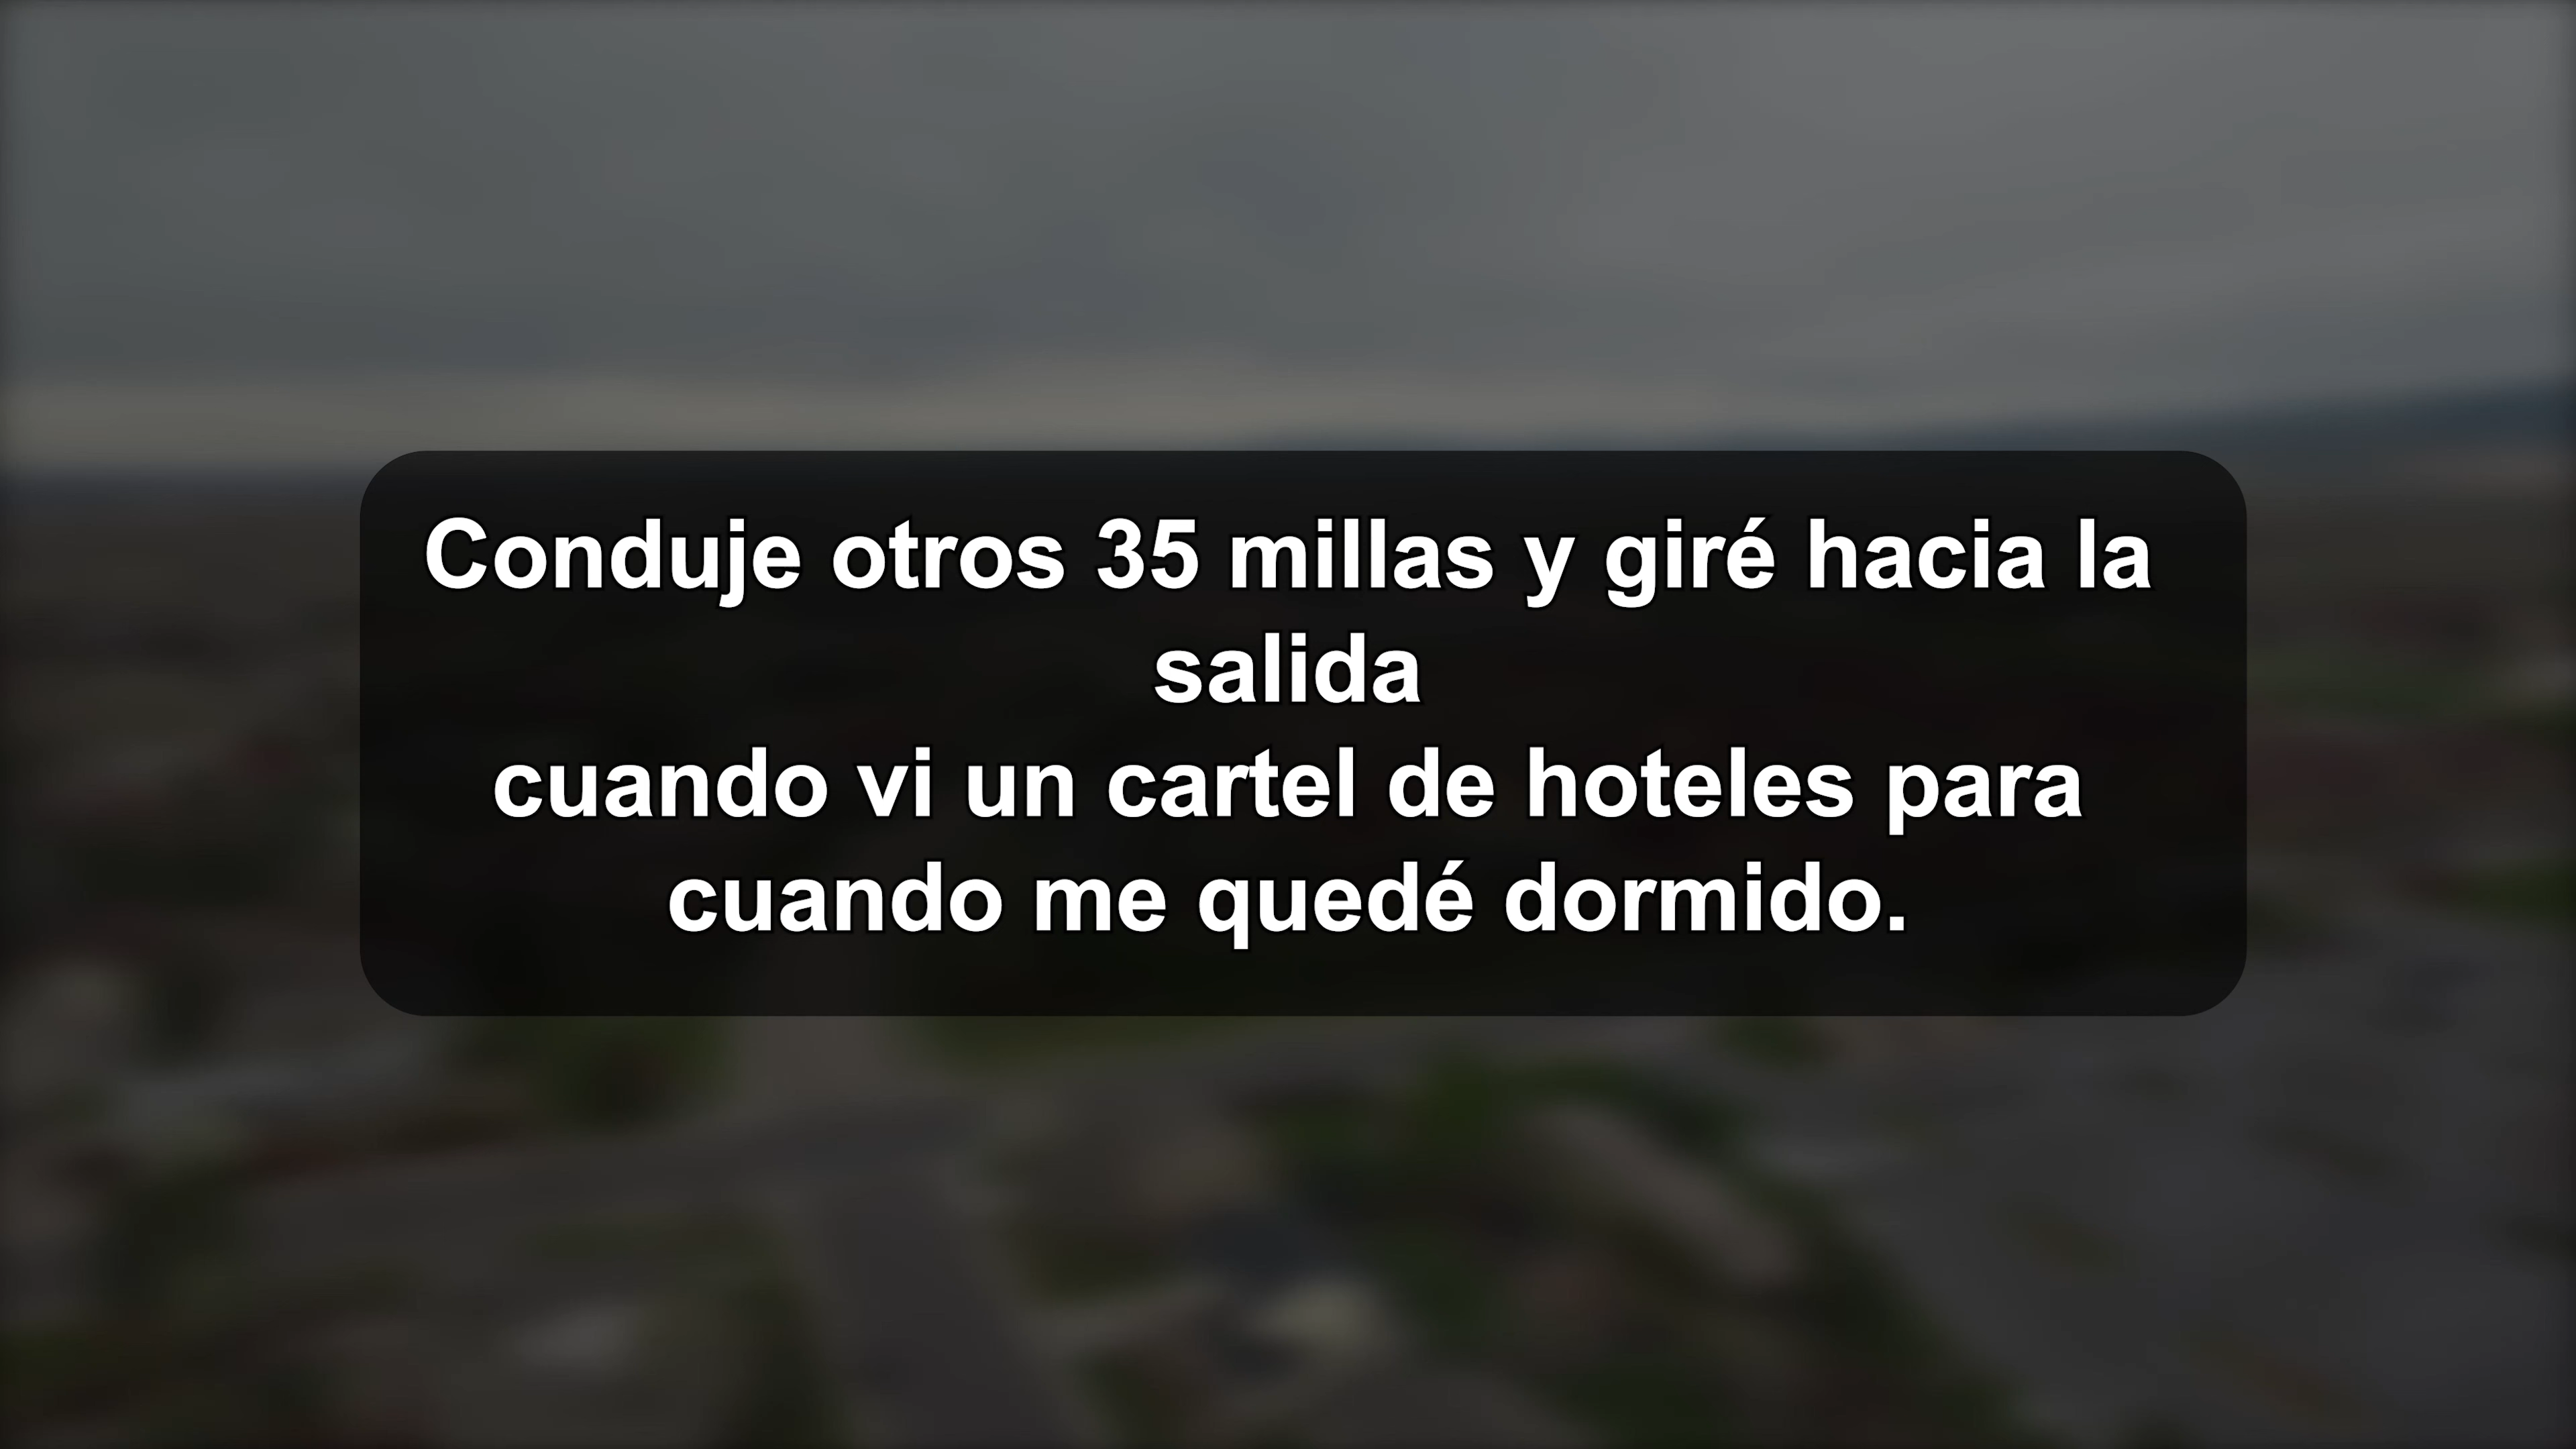 Conduje otros 35 millas y giré hacia la
salida
cuando vi un cartel de hoteles para
cuando me quedé dormido.